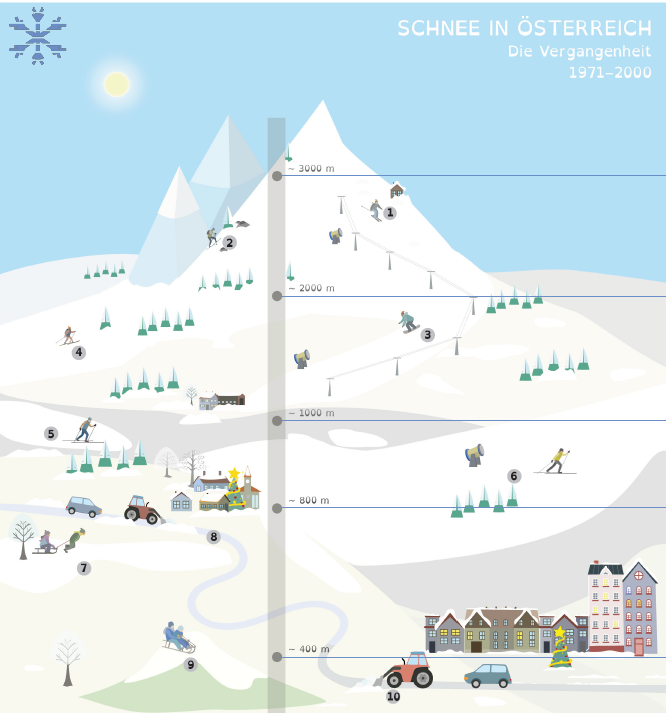 SCHNEE IN ÖSTERREICH
Die Vergangenheit
1971–2000
~ 3000 m
1
2
~ 2000 m
3
4
~ 1000 m
5
6
~ 800 m
8
7
~ 400 m
9
10